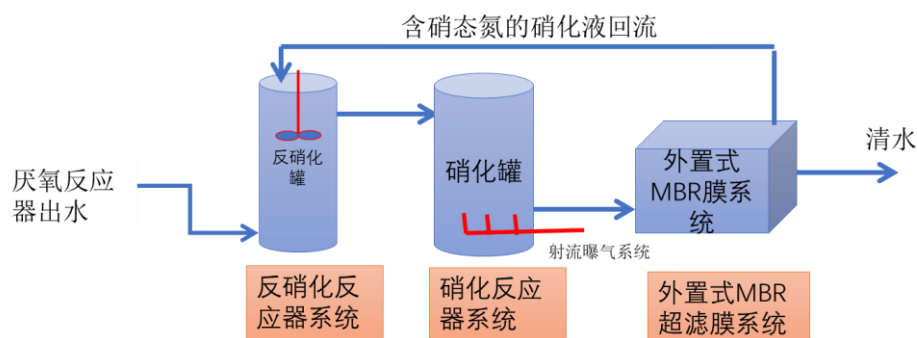 含硝态氮的硝化液回流
反硝化
罐
硝化罐
外置式
MBR膜系
统
清水
厌氧反应
器出水
射流曝气系统
反硝化反
应器系统
硝化反应
器系统
外置式MBR
超滤膜系统